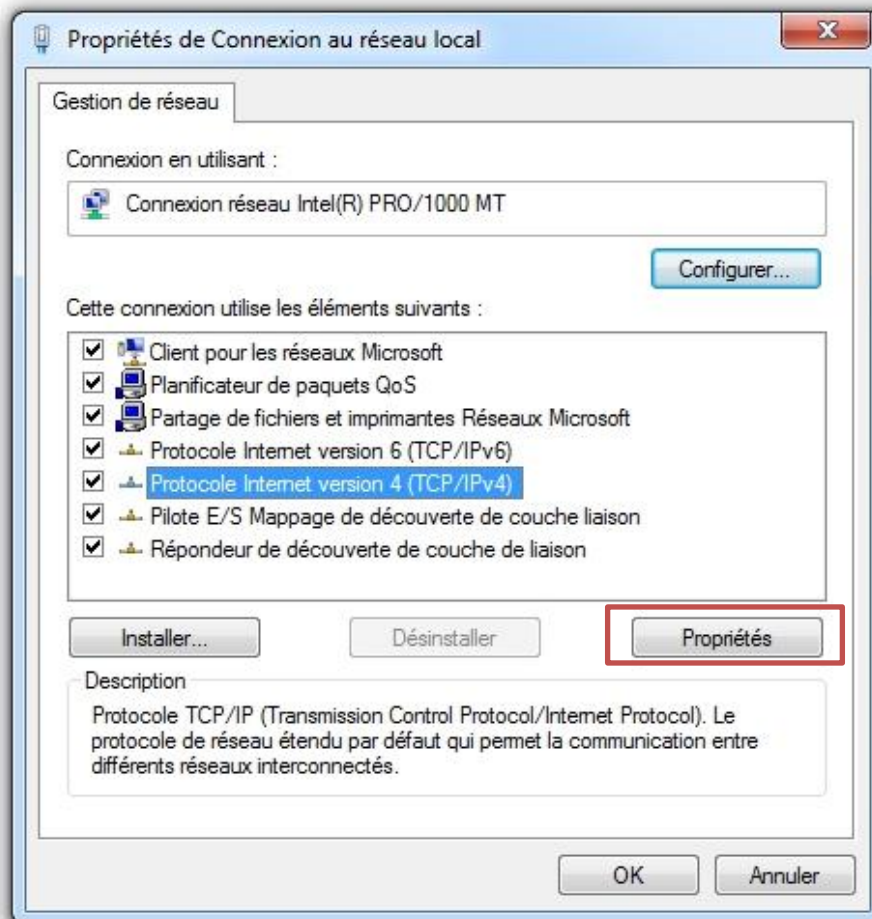 Propriétés de Connexion au réseau local
Gestion de réseau
Connexion en utilisant :
Connexion réseau Intel(R) PRO/1000 MT
Configurer...
Cette connexion utilise les éléments suivants :
Client pour les réseaux Microsoft
Planificateur de paquets QoS
Partage de fichiers et imprimantes Réseaux Microsoft
Protocole Internet version 6 (TCP/IPv6)
Protocole Internet version 4 (TCP/IPv4)
Pilote E/S Mappage de découverte de couche liaison
Répondeur de découverte de couche de liaison
Installer...
Désinstaller
Propriétés
Description
Protocole TCP/IP (Transmission Control Protocol/Internet Protocol). Le
protocole de réseau étendu par défaut qui permet la communication entre
différents réseaux interconnectés.
OK
Annuler